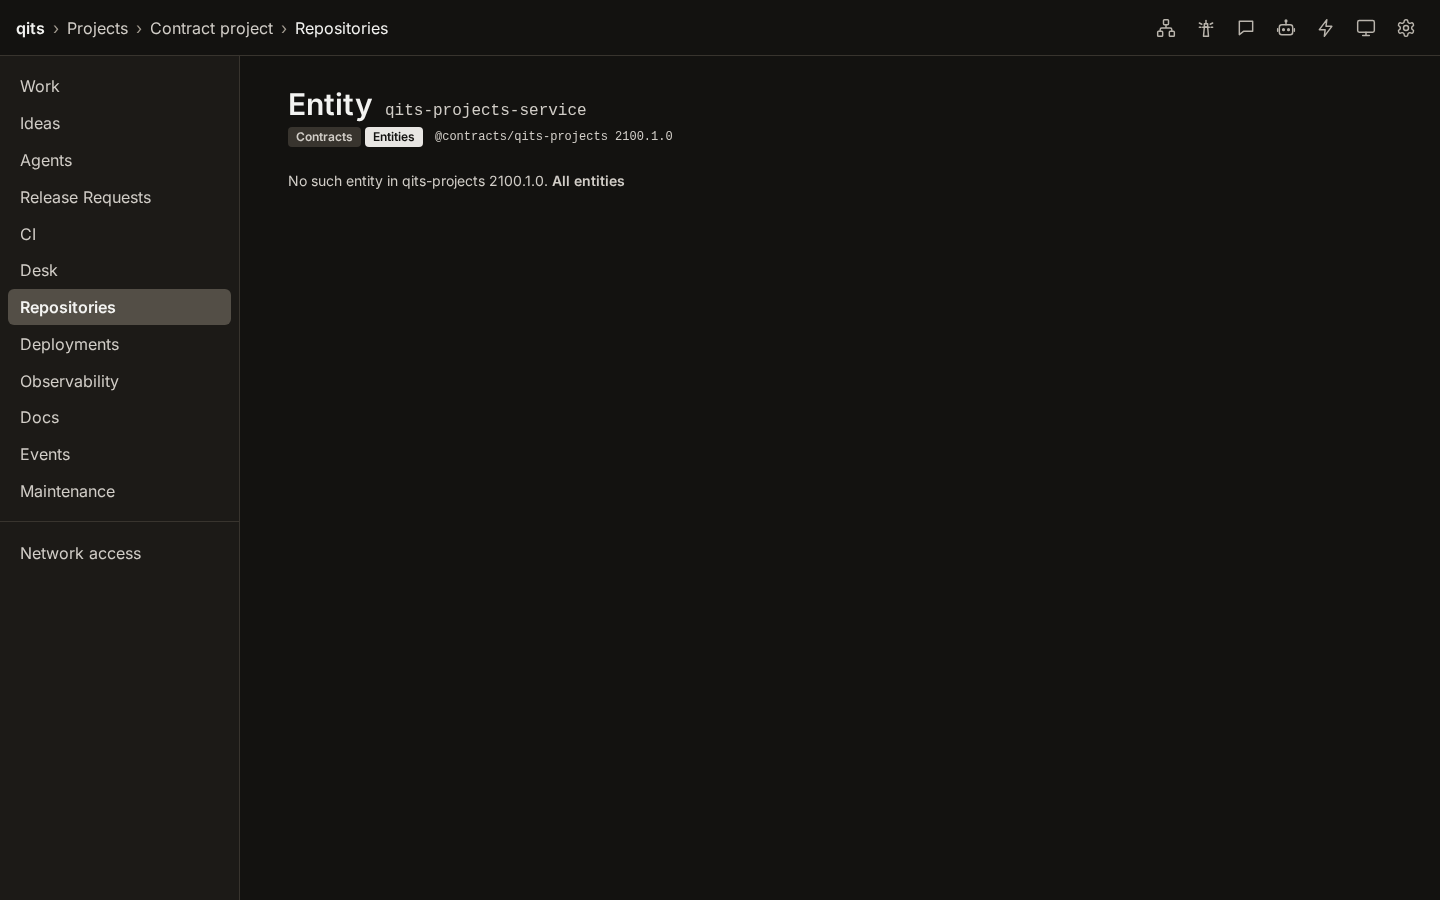 qits › Projects › Contract project › Repositories
Work
Ideas
Agents
Release Requests
CI
Desk
Repositories
Deployments
Observability
Docs
Events
Maintenance
Network access
Entity qits-projects-service
Contracts Entities @contracts/qits-projects 2100.1.0
No such entity in qits-projects 2100.1.0. All entities